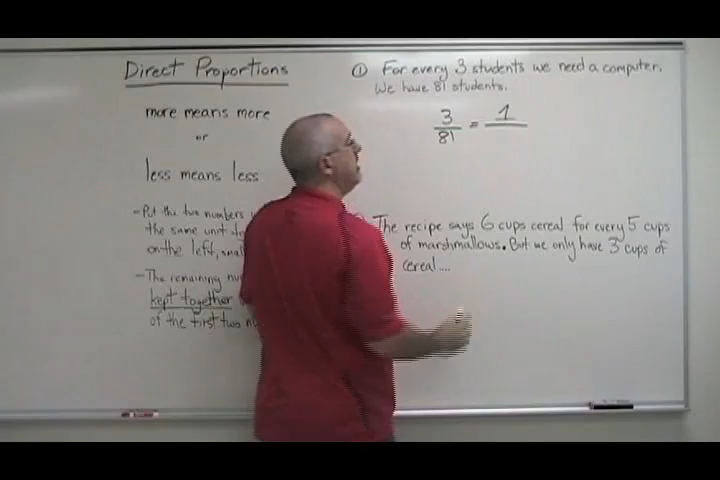 Direct Proportions
more means more
or
less means less
-Put the two numbers
the same unit
on the left, small
-The remaining
kept together
of the first two
① For every 3 students we need a computer.
We have 81 students.
3/81 = 1/
The recipe says 6 cups cereal for every 5 cups
of marshmallows. But we only have 3 cups of
cereal....